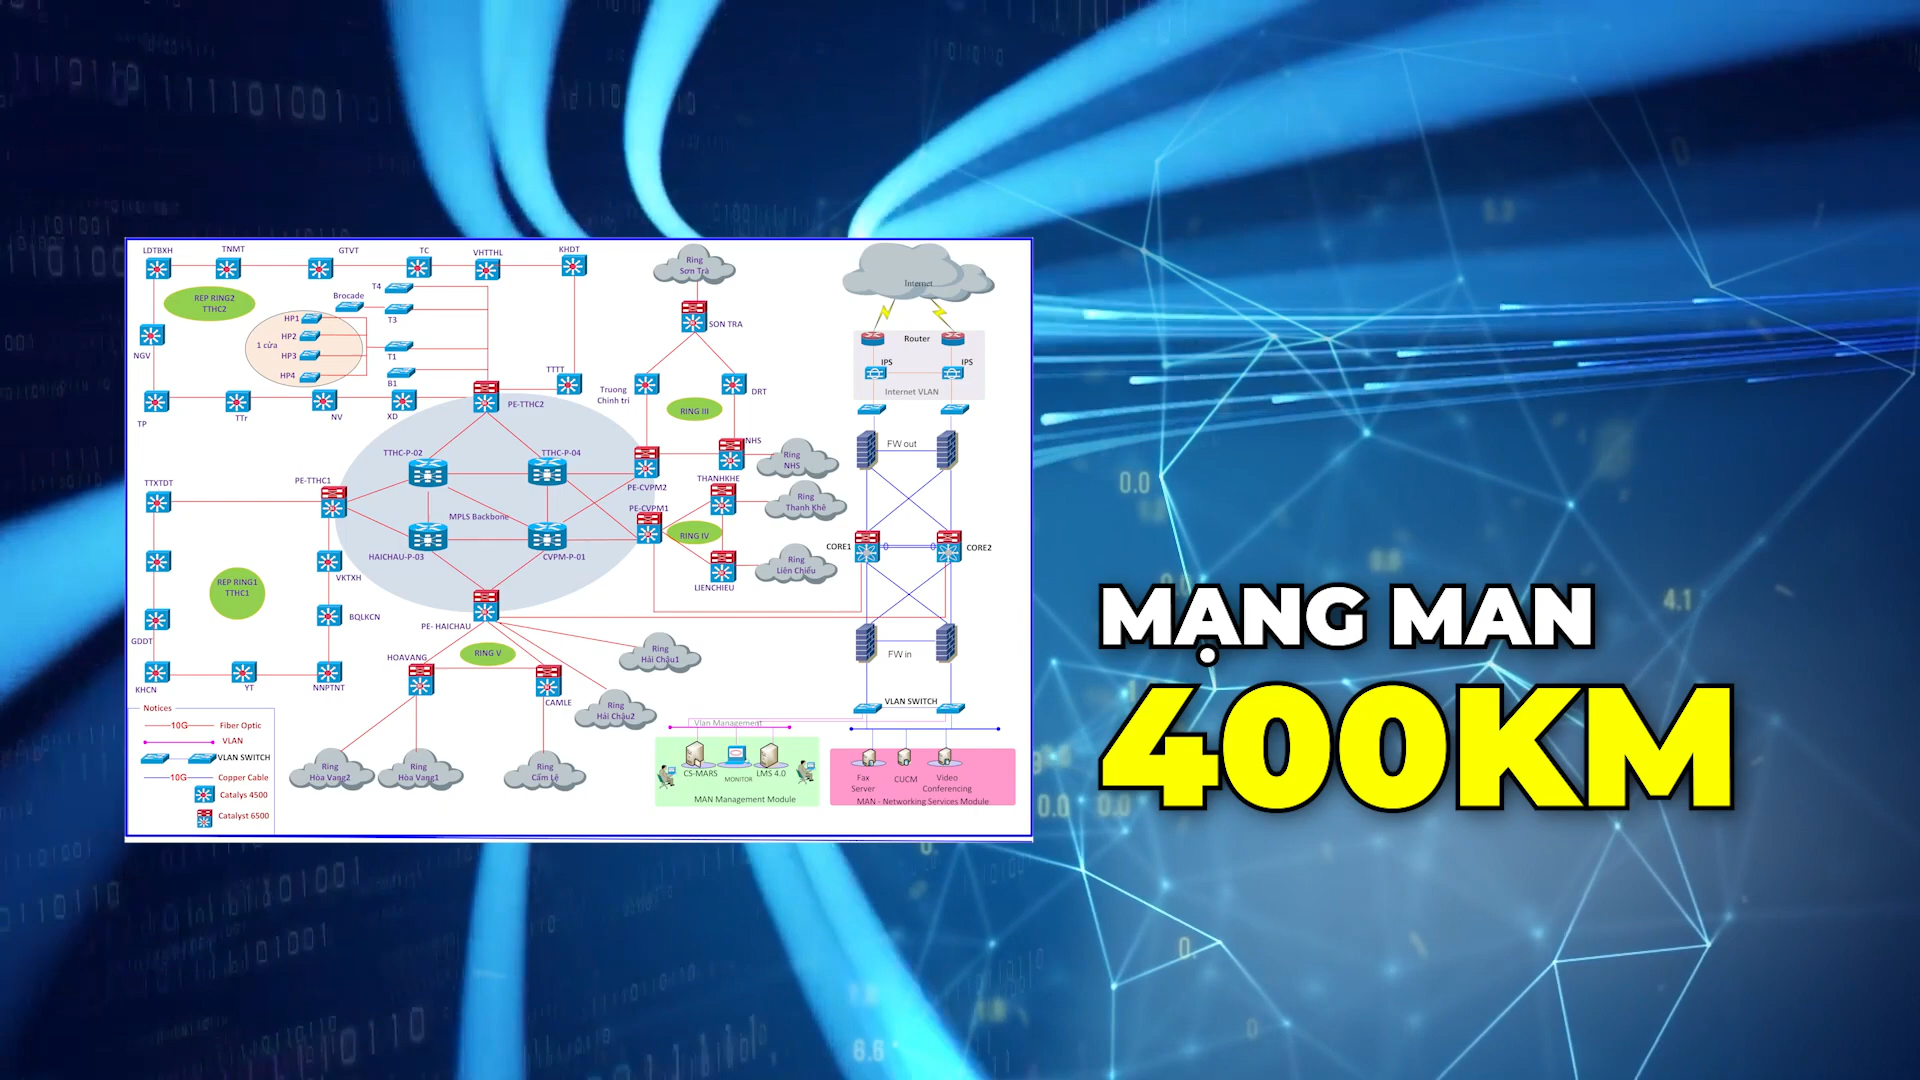 LDTBXH
TNMT
GTVT
TC
VHTTHL
KHDT
REP RING2
TTHC2
T4
Brocade
T3
HP1
HP2
1 cửa
HP3
HP4
T1
B1
NGV
TP
TTr
NV
XD
TTTT
PE-TTHC2
Ring
Sơn Trà
SON TRA
Truong
Chinh tri
DRT
RING III
NHS
Ring
NHS
PE-CVPM2
THANHKHE
Ring
Thanh Khê
PE-CVPM1
RING IV
Ring
Liên Chiểu
LIENCHIEU
TTHC-P-02
TTHC-P-04
MPLS Backbone
HAICHAU-P-03
CVPM-P-01
PE-TTHC1
TTXTDT
VKTXH
REP RING1
TTHC1
BQLKCN
GDDT
KHCN
YT
NNPTNT
PE- HAICHAU
RING V
HOAVANG
CAMLE
Ring
Hải Châu1
Ring
Hải Châu2
Ring
Hòa Vang2
Ring
Hòa Vang1
Ring
Cẩm Lệ
Internet
Router
IPS
IPS
Internet VLAN
FW out
CORE1
0
0
CORE2
FW in
VLAN SWITCH
Vlan Management
CS-MARS
MONITOR
LMS 4.0
MAN Management Module
Fax
Server
CUCM
Video
Conferencing
MAN - Networking Services Module
Notices
10G
Fiber Optic
VLAN
VLAN SWITCH
10G
Copper Cable
Catalys 4500
Catalyst 6500
MẠNG MAN
400KM